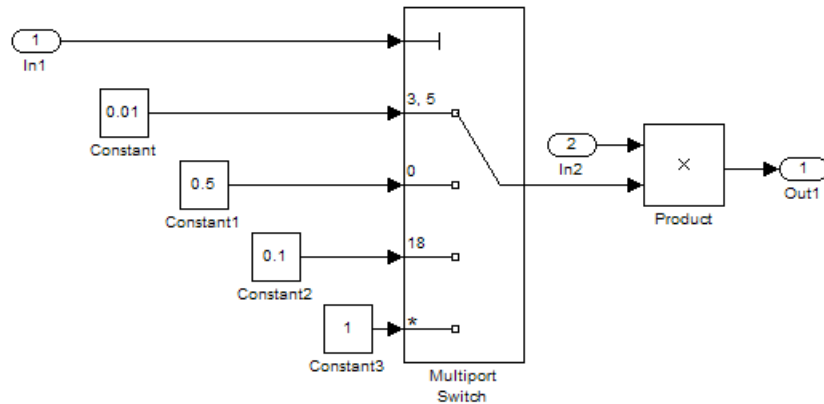 1
In1
3, 5
0.01
Constant
2
In2
×
Product
1
Out1
0
0.5
Constant1
18
0.1
Constant2
*
1
Constant3
Multiport
Switch